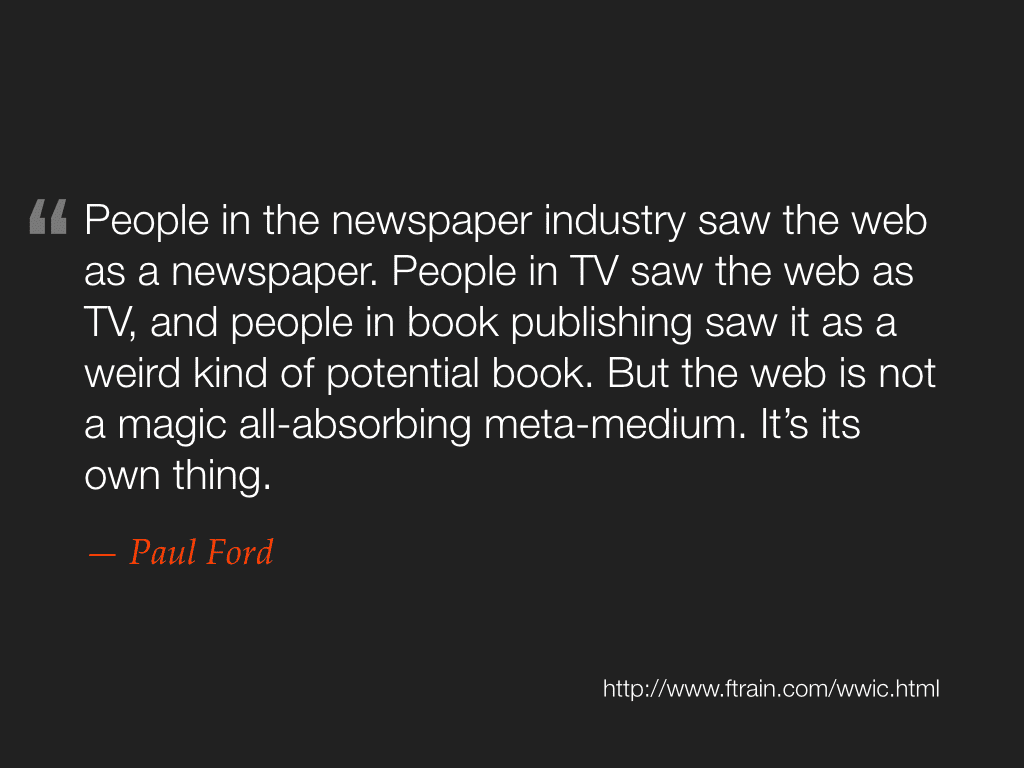 “People in the newspaper industry saw the web
as a newspaper. People in TV saw the web as
TV, and people in book publishing saw it as a
weird kind of potential book. But the web is not
a magic all-absorbing meta-medium. It’s its
own thing.
— Paul Ford
http://www.ftrain.com/wwic.html